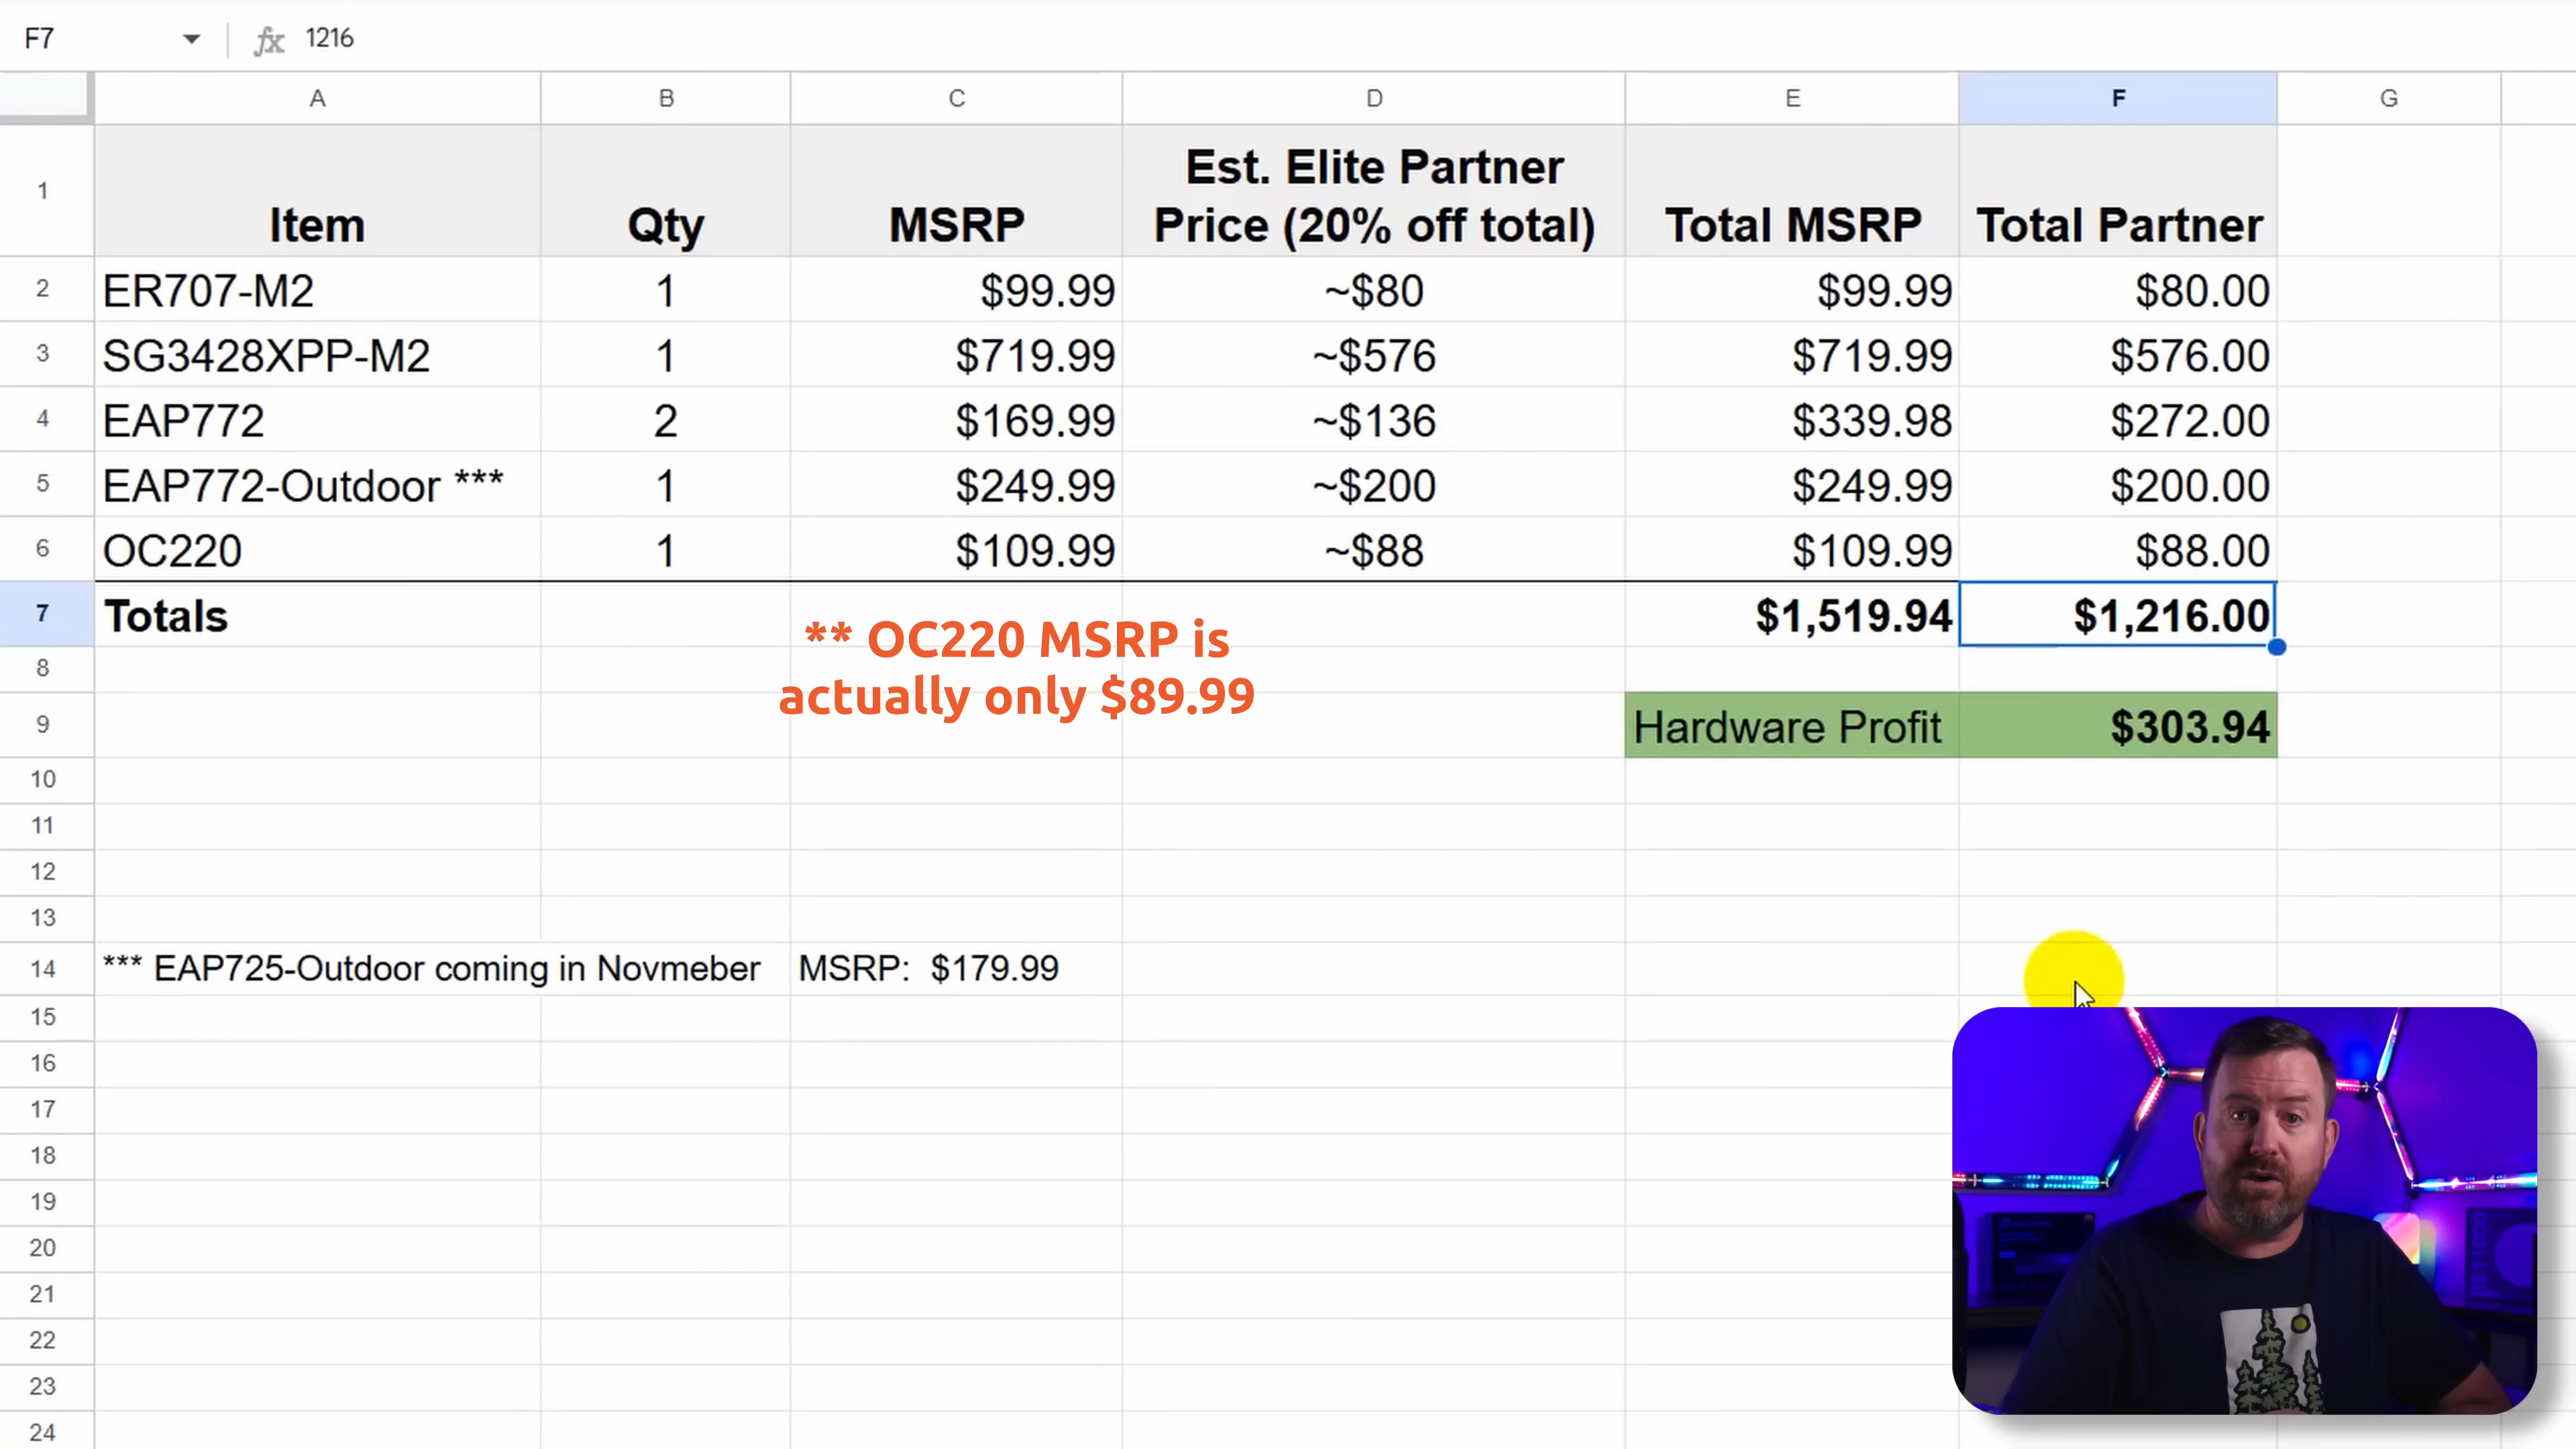 F7 fx 1216
A B C D E F G
1 Item Qty MSRP Est. Elite Partner Price (20% off total) Total MSRP Total Partner
2 ER707-M2 1 $99.99 ~$80 $99.99 $80.00
3 SG3428XPP-M2 1 $719.99 ~$576 $719.99 $576.00
4 EAP772 2 $169.99 ~$136 $339.98 $272.00
5 EAP772-Outdoor *** 1 $249.99 ~$200 $249.99 $200.00
6 OC220 1 $109.99 ~$88 $109.99 $88.00
7 Totals $1,519.94 $1,216.00
** OC220 MSRP is
actually only $89.99
8
9 Hardware Profit $303.94
10
11
12
13
14 *** EAP725-Outdoor coming in Novmeber MSRP: $179.99
15
16
17
18
19
20
21
22
23
24